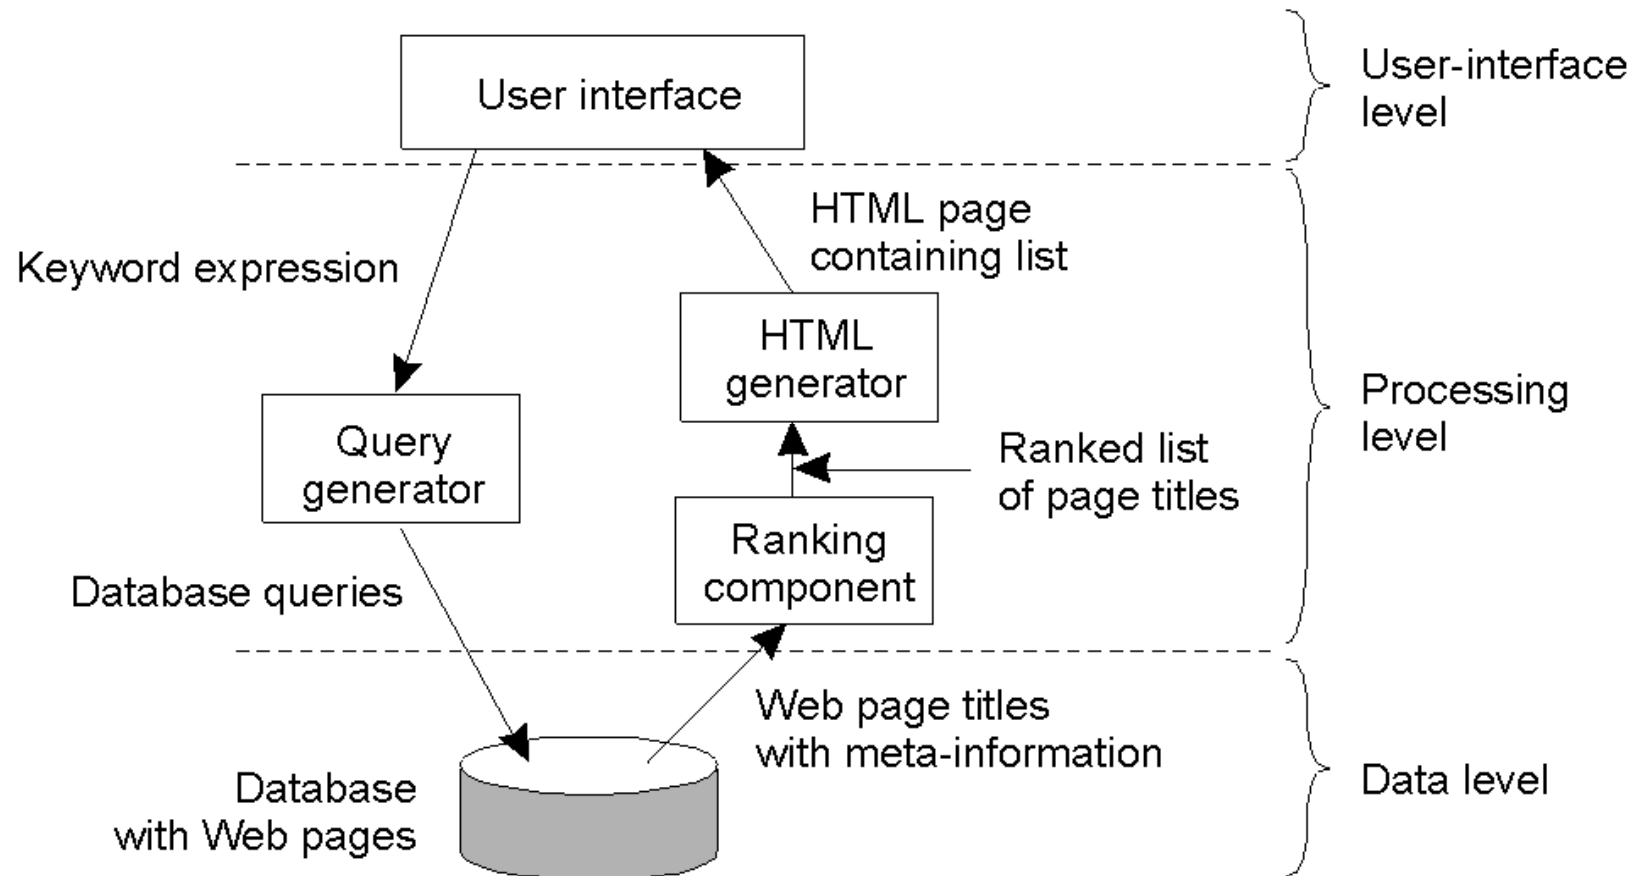 User interface
User-interface
level
HTML page
containing list
Keyword expression
HTML
generator
Processing
level
Query
generator
Ranked list
of page titles
Ranking
component
Database queries
Web page titles
with meta-information
Database
with Web pages
Data level